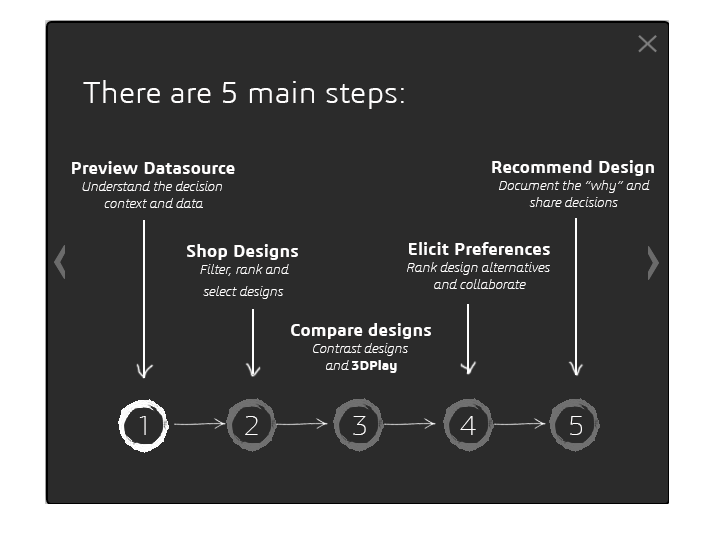 There are 5 main steps:
Preview Datasource
Understand the decision
context and data
Shop Designs
Filter, rank and
select designs
Compare designs
Contrast designs
and 3DPlay
Elicit Preferences
Rank design alternatives
and collaborate
Recommend Design
Document the “why” and
share decisions
1 2 3 4 5